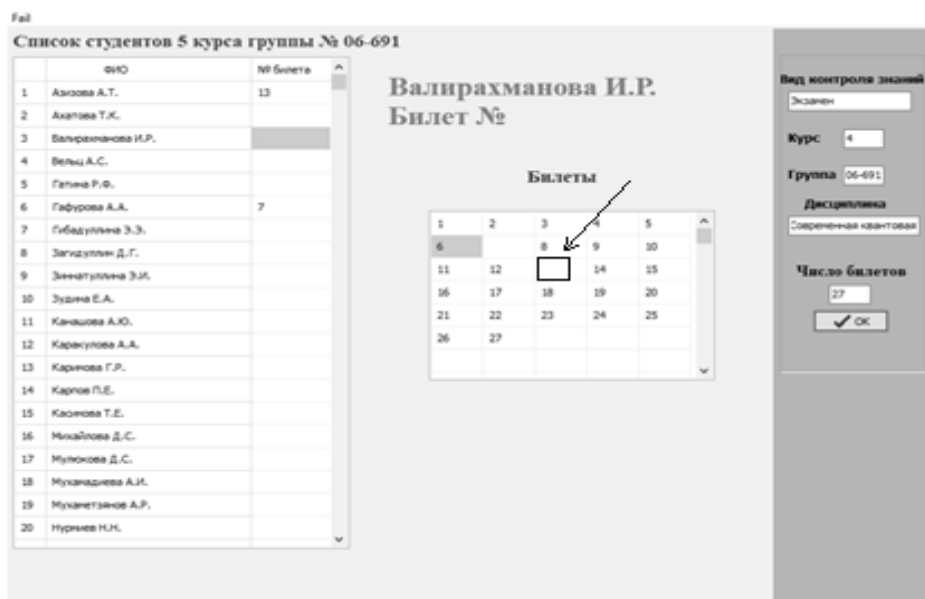 Fail
Список студентов 5 курса группы № 06-691
ФИО № билета
1 Азизова А.Т. 13
2 Ахатова Т.К.
3 Валирахманова И.Р.
4 Вельц А.С.
5 Гатина Р.Ф.
6 Гафурова А.А. 7
7 Гибадуллина Э.Э.
8 Загидуллин Д.Г.
9 Зиннатуллина Э.И.
10 Зудина Е.А.
11 Канашова А.Ю.
12 Каракулова А.А.
13 Каримова Г.Р.
14 Карпов П.Е.
15 Касимова Т.Е.
16 Михайлова Д.С.
17 Мулюкова Д.С.
18 Мухамадиева А.И.
19 Мухаметзянов А.Р.
20 Нурмиев Н.Н.
Валирахманова И.Р.
Билет №
Билеты
1 2 3 4 5
6 8 9 10
11 12 14 15
16 17 18 19 20
21 22 23 24 25
26 27
Вид контроля знаний
Экзамен
Курс 4
Группа 06-691
Дисциплина
Современная квантовая
Число билетов
27
OK